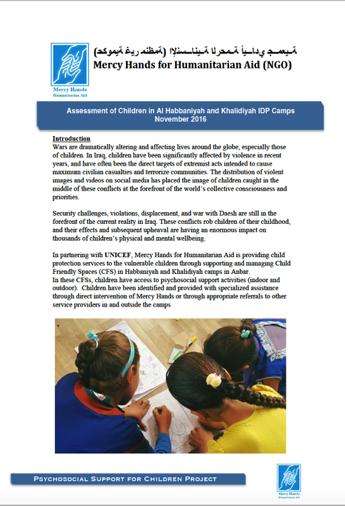 Mercy Hands for Humanitarian Aid (NGO)
Mercy Hands
Humanitarian Aid
Assessment of Children in Al Habbaniyah and Khalidiyah IDP Camps
November 2016
Introduction
Wars are dramatically altering and affecting lives around the globe, especially those
of children. In Iraq, children have been significantly affected by violence in recent
years, and have often been the direct targets of extremist acts intended to cause
maximum civilian casualties and terrorize communities. The distribution of violent
images and videos on social media has placed the image of children caught in the
middle of these conflicts at the forefront of the world's collective consciousness and
priorities.
Security challenges, violations, displacement, and war with Daesh are still in the
forefront of the current reality in Iraq. These conflicts rob children of their childhood,
and their effects and subsequent upheaval are having an enormous impact on
thousands of children's physical and mental wellbeing.
In partnering with UNICEF, Mercy Hands for Humanitarian Aid is providing child
protection services to the vulnerable children through supporting and managing Child
Friendly Spaces (CFS) in Habbaniyah and Khalidiyah camps in Anbar.
In these CFSs, children have access to psychosocial support activities (indoor and
outdoor). Children have been identified and provided with specialized assistance
through direct intervention of Mercy Hands or through appropriate referrals to other
service providers in and outside the camps
PSYCHOSOCIAL SUPPORT FOR CHILDREN PROJECT
Mercy Hands